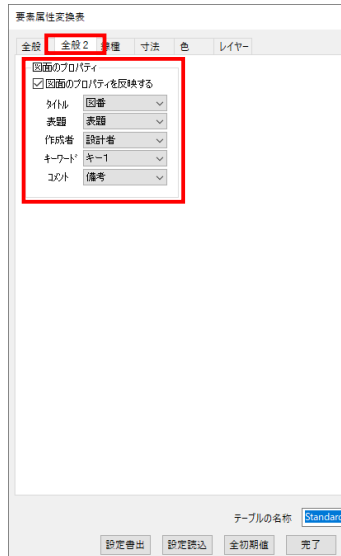 要素属性変換表
全般 全般2 線種 寸法 色 レイヤー
図面のプロパティ
図面のプロパティを反映する
タイトル 図番
表題 表題
作成者 設計者
キーワード キー1
コメント 備考
テーブルの名称 Standard
設定書出 設定読込 全初期値 完了